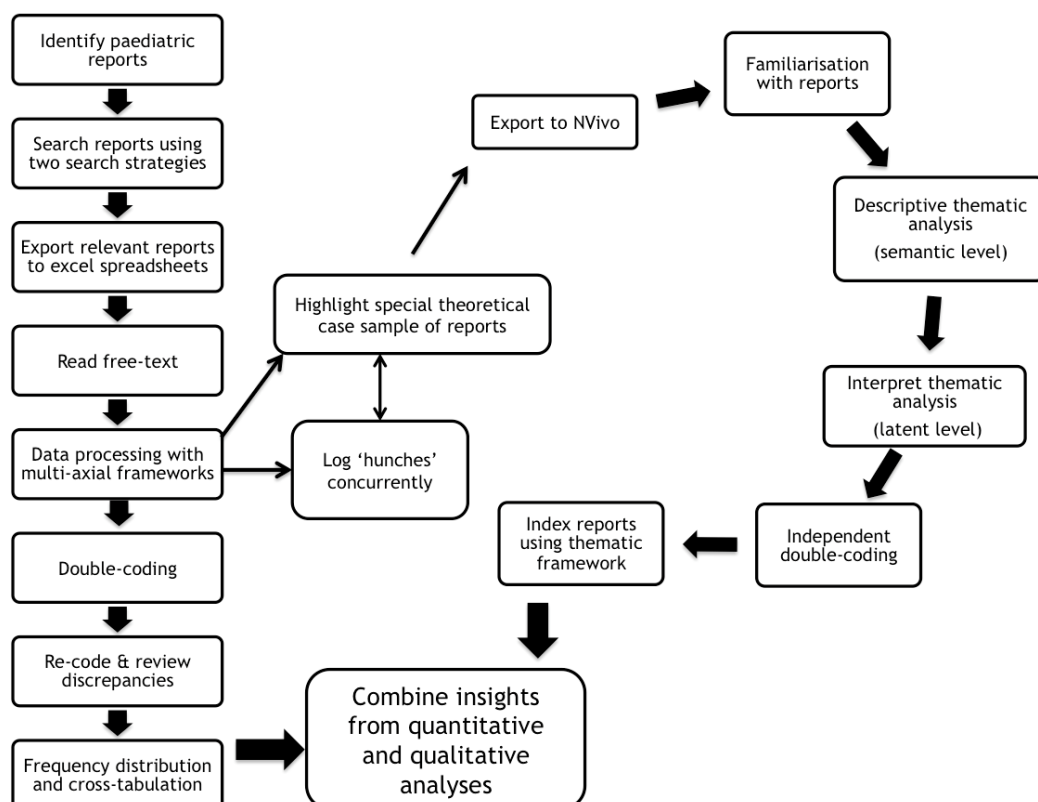 Identify paediatric
reports
Search reports using
two search strategies
Export relevant reports
to excel spreadsheets
Read free-text
Data processing with
multi-axial frameworks
Double-coding
Re-code & review
discrepancies
Frequency distribution
and cross-tabulation
Highlight special theoretical
case sample of reports
Log ‘hunches’
concurrently
Export to NVivo
Familiarisation
with reports
Descriptive thematic
analysis
(semantic level)
Interpret thematic
analysis
(latent level)
Independent
double-coding
Index reports
using thematic
framework
Combine insights
from quantitative
and qualitative
analyses